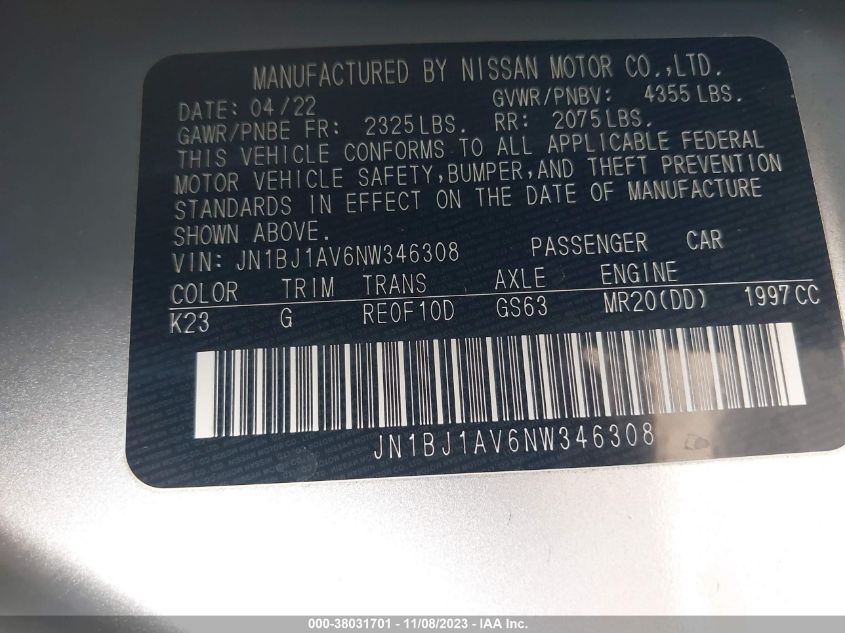 MANUFACTURED BY NISSAN MOTOR CO.,LTD.
DATE: 04/22 GVWR/PNBV: 4355 LBS.
GAWR/PNBE FR: 2325 LBS. RR: 2075 LBS.
THIS VEHICLE CONFORMS TO ALL APPLICABLE FEDERAL
MOTOR VEHICLE SAFETY, BUMPER, AND THEFT PREVENTION
STANDARDS IN EFFECT ON THE DATE OF MANUFACTURE
SHOWN ABOVE.
VIN: JN1BJ1AV6NW346308 PASSENGER CAR
COLOR TRIM TRANS AXLE ENGINE
K23 G RE0F10D GS63 MR20(DD) 1997 CC
JN1BJ1AV6NW346308
000-38031701 - 11/08/2023 - IAA Inc.